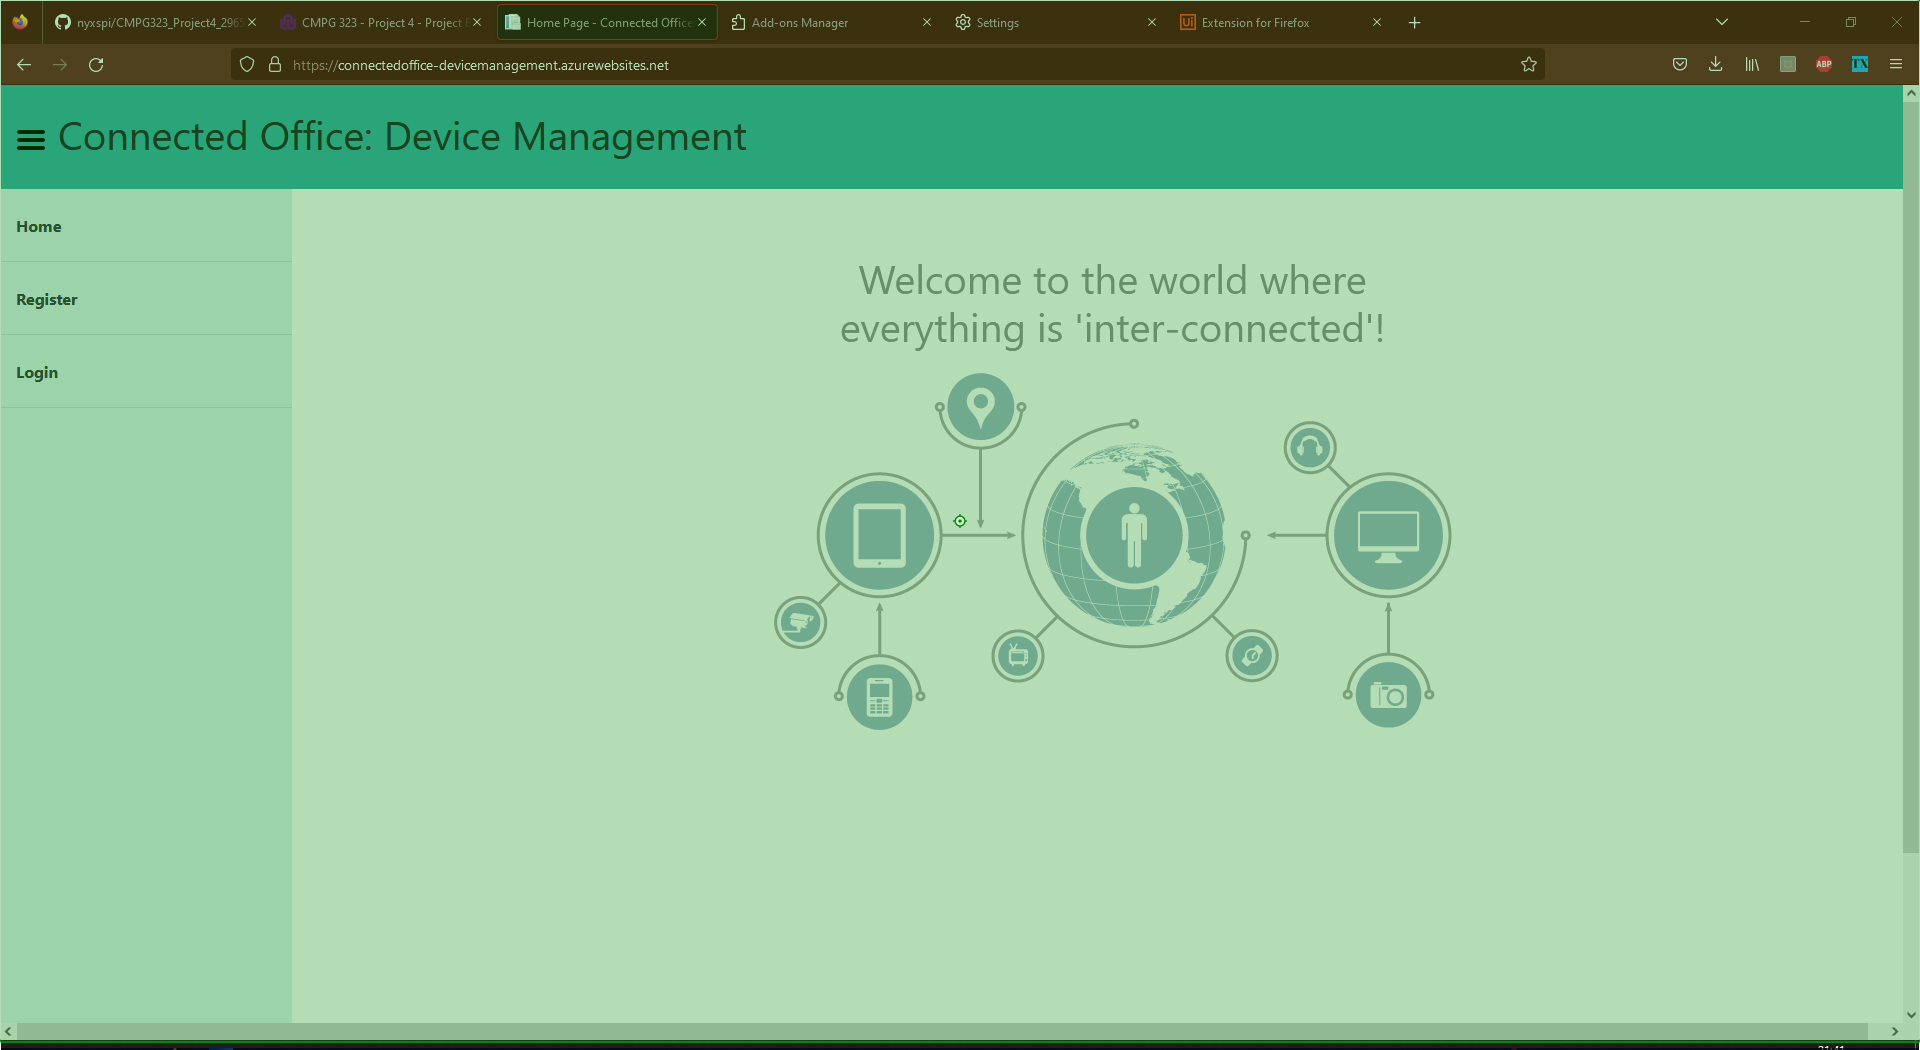 nyxspi/CMPG323_Project4_296
CMPG 323 - Project 4 - Project
Home Page - Connected Office
Add-ons Manager
Settings
Ui Extension for Firefox
https://connectedoffice-devicemanagement.azurewebsites.net
ABP
TN
Connected Office: Device Management
Home
Register
Login
Welcome to the world where
everything is 'inter-connected'!